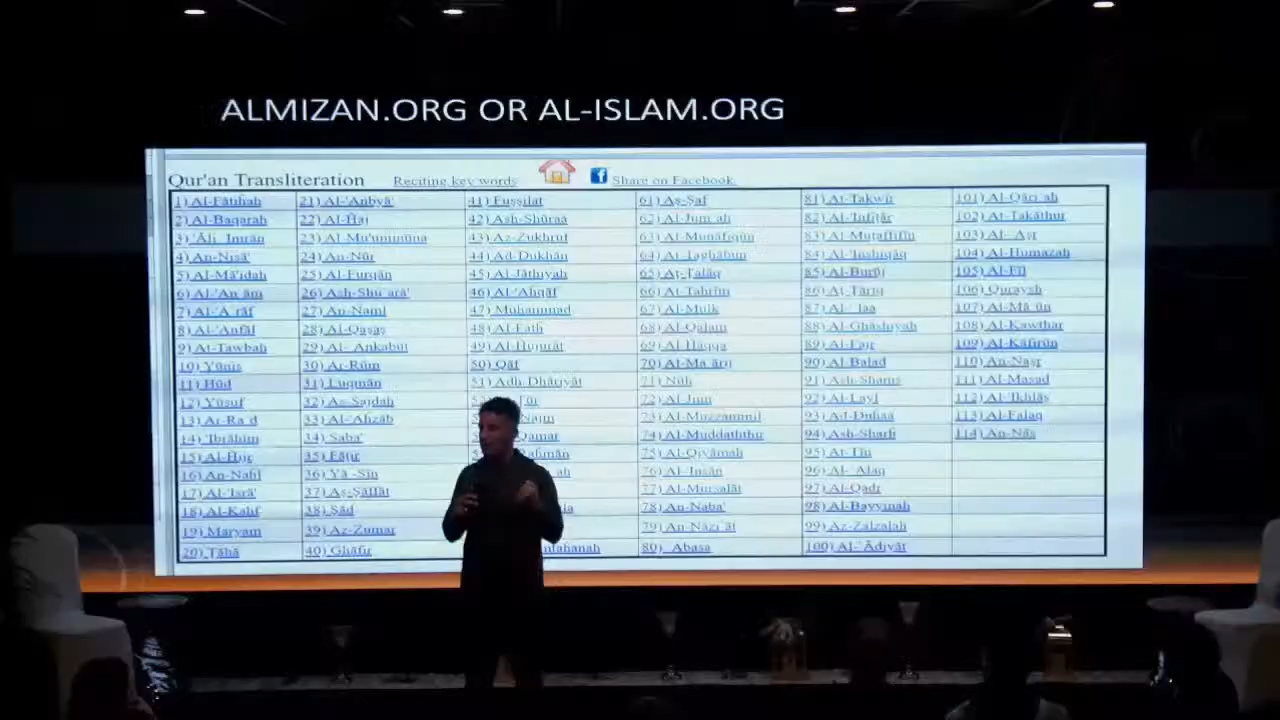 ALMIZAN.ORG OR AL-ISLAM.ORG
Qur'an Transliteration Reciting key words Share on Facebook
1) Al-Fātiḥah 21) Al-'Anbyā' 41) Fuṣṣilat 61) Aṣ-Ṣaf 81) At-Takwīr 101) Al-Qāri`ah
2) Al-Baqarah 22) Al-Ḥaj 42) Ash-Shūraá 62) Al-Jum`ah 82) Al-'Infiṭār 102) At-Takāthur
3) 'Āli `Imrān 23) Al-Mu'uminūna 43) Az-Zukhruf 63) Al-Munāfiqūn 83) Al-Muṭaffifīn 103) Al-`Aṣr
4) An-Nisā' 24) An-Nūr 44) Ad-Dukhān 64) At-Taghābun 84) Al-'Inshiqāq 104) Al-Humazah
5) Al-Mā'idah 25) Al-Furqān 45) Al-Jāthiyah 65) Aṭ-Ṭalāq 85) Al-Burūj 105) Al-Fīl
6) Al-'An`ām 26) Ash-Shu`arā' 46) Al-'Aḥqāf 66) At-Taḥrīm 86) Aṭ-Ṭāriq 106) Quraysh
7) Al-'A`rāf 27) An-Naml 47) Muḥammad 67) Al-Mulk 87) Al-'`laá 107) Al-Mā`ūn
8) Al-'Anfāl 28) Al-Qaṣaṣ 48) Al-Fatḥ 68) Al-Qalam 88) Al-Ghāshiyah 108) Al-Kawthar
9) At-Tawbah 29) Al-`Ankabūt 49) Al-Ḥujurāt 69) Al-Ḥāqqa 89) Al-Fajr 109) Al-Kāfirūn
10) Yūnis 30) Ar-Rūm 50) Qāf 70) Al-Ma`ārij 90) Al-Balad 110) An-Naṣr
11) Hūd 31) Luqmān 51) Adh-Dhāriyāt 71) Nūḥ 91) Ash-Shams 111) Al-Masad
12) Yūsuf 32) As-Sajdah 72) Al-Jinn 92) Al-Layl 112) Al-'Ikhlāṣ
13) Ar-Ra`d 33) Al-'Aḥzāb 73) Al-Muzzammil 93) Aḍ-Ḍuḥaá 113) Al-Falaq
14) 'Ibrāhīm 34) Saba' 74) Al-Muddaththir 94) Ash-Sharḥ 114) An-Nās
15) Al-Ḥijr 35) Fāṭir 75) Al-Qiyāmah 95) At-Tīn
16) An-Naḥl 36) Yā -Sīn 76) Al-'Insān 96) Al-`Alaq
17) Al-'Isrā' 37) Aṣ-Ṣāffāt 77) Al-Mursalāt 97) Al-Qadr
18) Al-Kahf 38) Ṣād 78) An-Naba' 98) Al-Bayyinah
19) Maryam 39) Az-Zumar 79) An-Nāzi`āt 99) Az-Zalzalah
20) Ṭāhā 40) Ghāfir 80) `Abasa 100) Al-`Ādiyāt